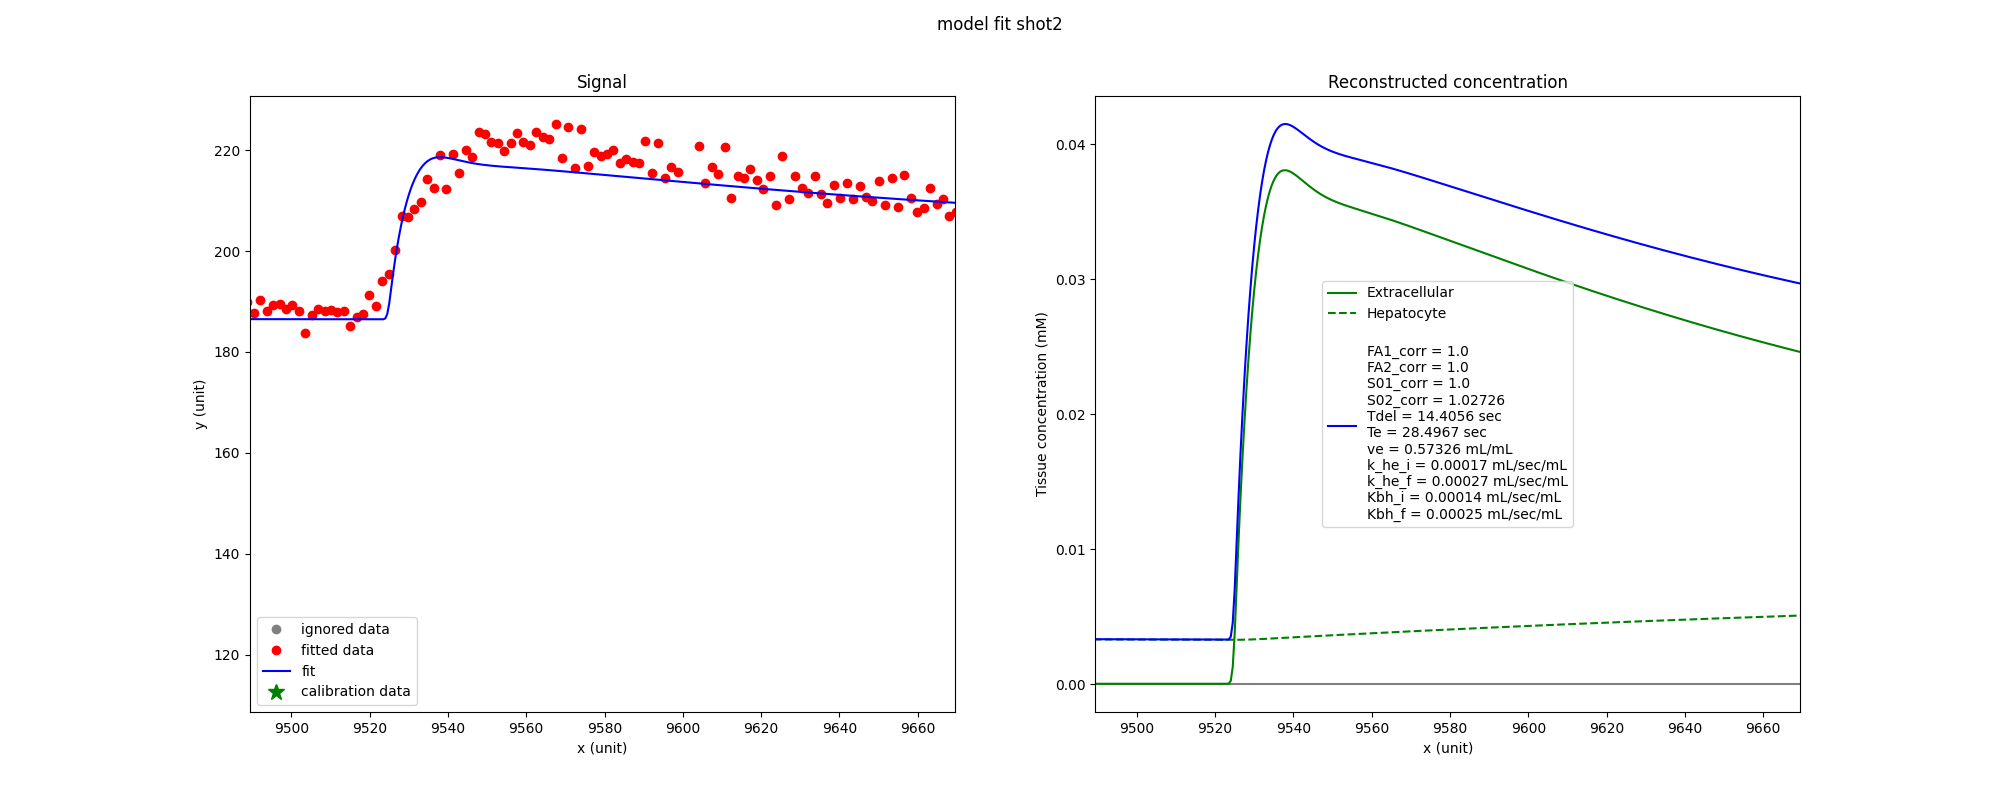 model fit shot2
Signal
y (unit)
220
200
180
160
140
120
ignored data
fitted data
fit
calibration data
9500 9520 9540 9560 9580 9600 9620 9640 9660
x (unit)
Reconstructed concentration
Tissue concentration (mM)
0.04
0.03
0.02
0.01
0.00
Extracellular
Hepatocyte
FA1_corr = 1.0
FA2_corr = 1.0
S01_corr = 1.0
S02_corr = 1.02726
Tdel = 14.4056 sec
Te = 28.4967 sec
ve = 0.57326 mL/mL
k_he_i = 0.00017 mL/sec/mL
k_he_f = 0.00027 mL/sec/mL
Kbh_i = 0.00014 mL/sec/mL
Kbh_f = 0.00025 mL/sec/mL
9500 9520 9540 9560 9580 9600 9620 9640 9660
x (unit)